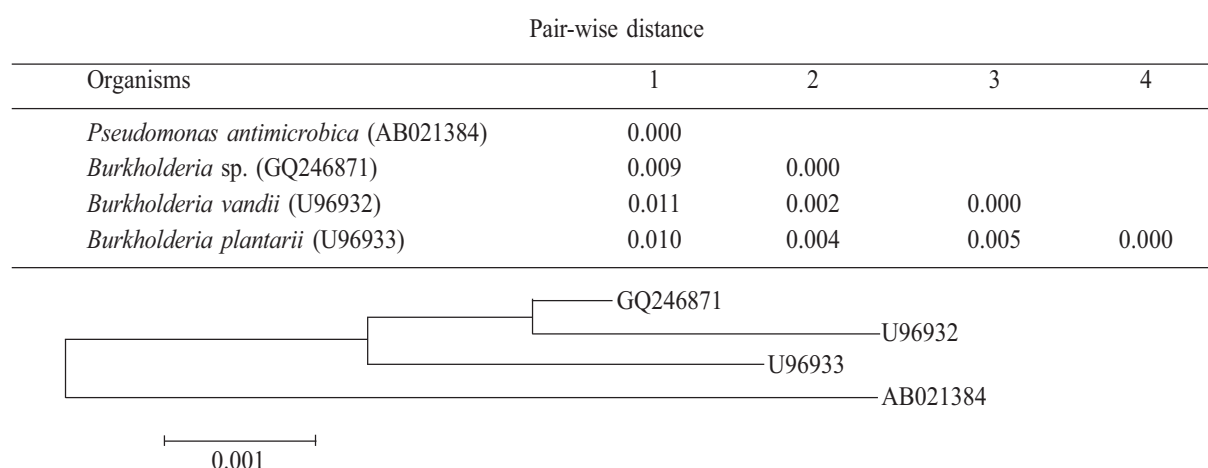 Pair-wise distance
Organisms 1 2 3 4
Pseudomonas antimicrobica (AB021384) 0.000
Burkholderia sp. (GQ246871) 0.009 0.000
Burkholderia vandii (U96932) 0.011 0.002 0.000
Burkholderia plantarii (U96933) 0.010 0.004 0.005 0.000
GQ246871
U96932
U96933
AB021384
0.001